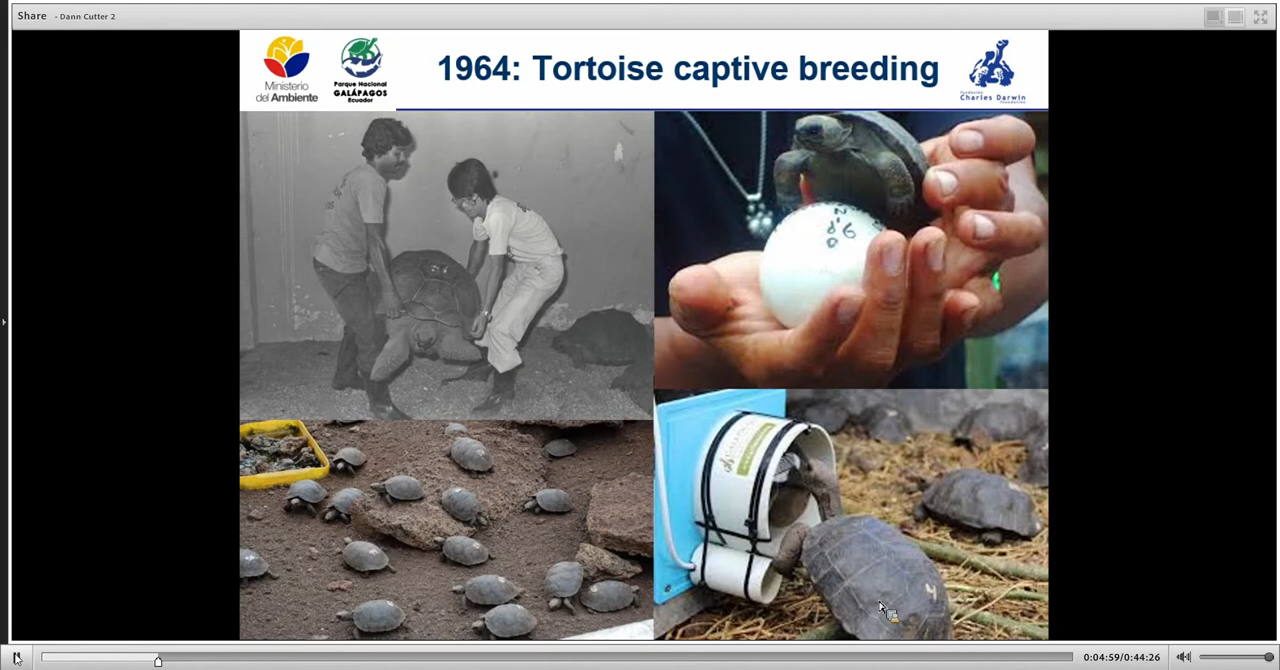 Share - Dann Cutter 2
Ministerio
del Ambiente
Parque Nacional
GALÁPAGOS
Ecuador
1964: Tortoise captive breeding
Charles Darwin
4
0:04:59/0:44:26